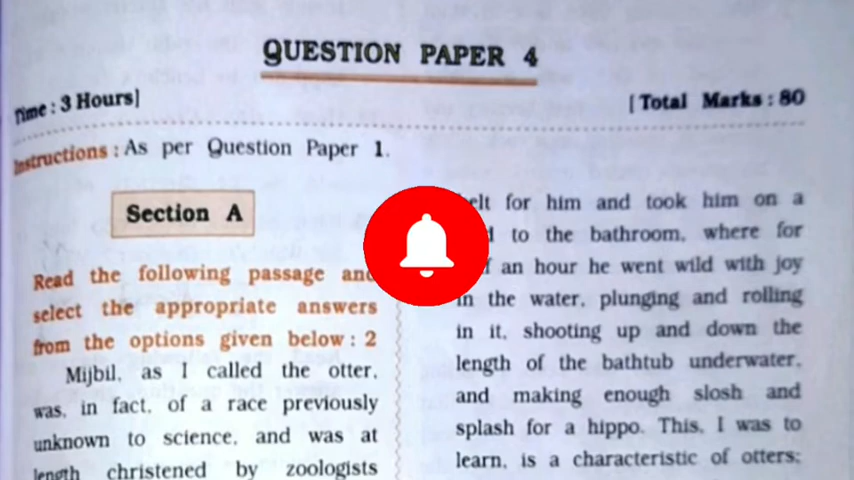 QUESTION PAPER 4
Time : 3 Hours]
[ Total Marks : 80
Instructions : As per Question Paper 1.
Section A
Read the following passage and
select the appropriate answers
from the options given below : 2
Mijbil, as I called the otter,
was, in fact, of a race previously
unknown to science, and was at
length christened by zoologists
for him and took him on a
to the bathroom, where for
an hour he went wild with joy
in the water, plunging and rolling
in it, shooting up and down the
length of the bathtub underwater,
and making enough slosh and
splash for a hippo. This, I was to
learn, is a characteristic of otters;